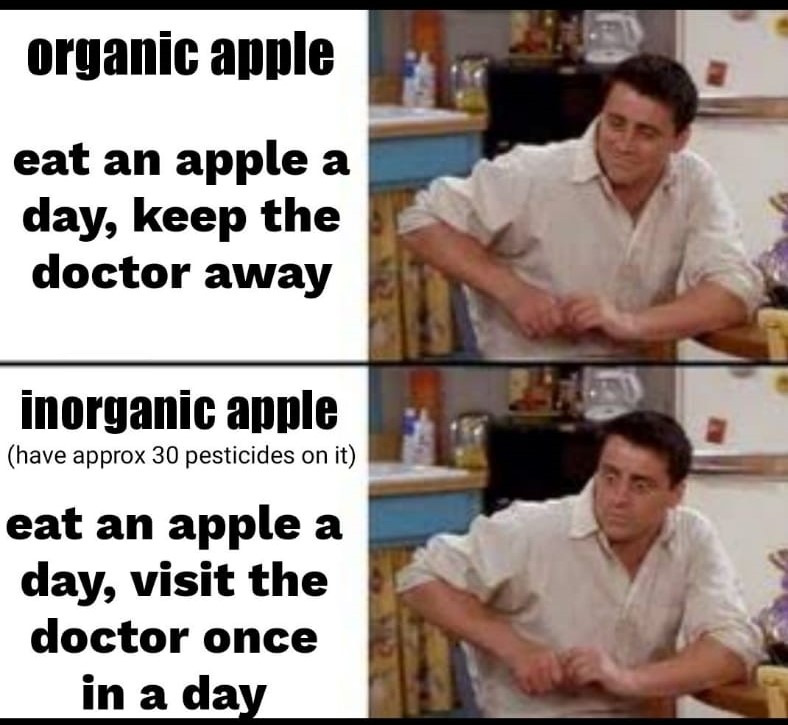 organic apple
eat an apple a
day, keep the
doctor away
inorganic apple
(have approx 30 pesticides on it)
eat an apple a
day, visit the
doctor once
in a day